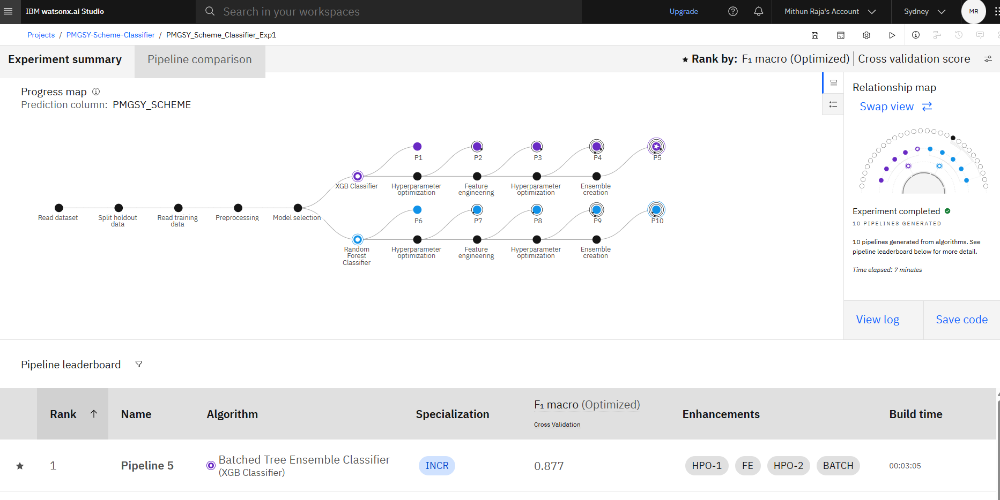 IBM watsonx.ai Studio
Search in your workspaces
Upgrade
Mithun Raja's Account
Sydney
MR
Projects / PMGSY-Scheme-Classifier / PMGSY_Scheme_Classifier_Exp1
Experiment summary
Pipeline comparison
Rank by: F₁ macro (Optimized) | Cross validation score
Progress map
Prediction column: PMGSY_SCHEME
Relationship map
Swap view
P1
P2
P3
P4
P5
XGB Classifier
Hyperparameter
optimization
Feature
engineering
Hyperparameter
optimization
Ensemble
creation
Read dataset
Split holdout
data
Read training
data
Preprocessing
Model selection
P6
P7
P8
P9
P10
Random
Forest
Classifier
Hyperparameter
optimization
Feature
engineering
Hyperparameter
optimization
Ensemble
creation
Experiment completed
10 PIPELINES GENERATED
10 pipelines generated from algorithms. See
pipeline leaderboard below for more detail.
Time elapsed: 7 minutes
View log
Save code
Pipeline leaderboard
Rank
Name
Algorithm
Specialization
F₁ macro (Optimized)
Cross Validation
Enhancements
Build time
1
Pipeline 5
Batched Tree Ensemble Classifier
(XGB Classifier)
INCR
0.877
HPO-1
FE
HPO-2
BATCH
00:03:05